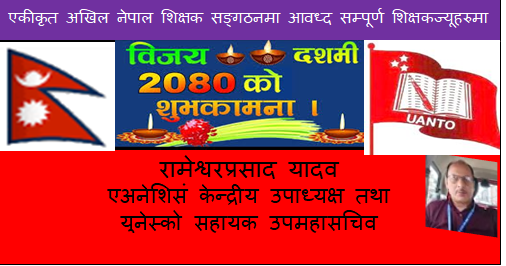 एकीकृत अखिल नेपाल शिक्षक सङ्गठनमा आवध्द सम्पूर्ण शिक्षकज्यूहरुमा
विजय दशमी
2080 को
शुभकामना ।
N
UANTO
रामेश्वरप्रसाद यादव
एअनेशिसं केन्द्रीय उपाध्यक्ष तथा
यूनेस्को सहायक उपमहासचिव